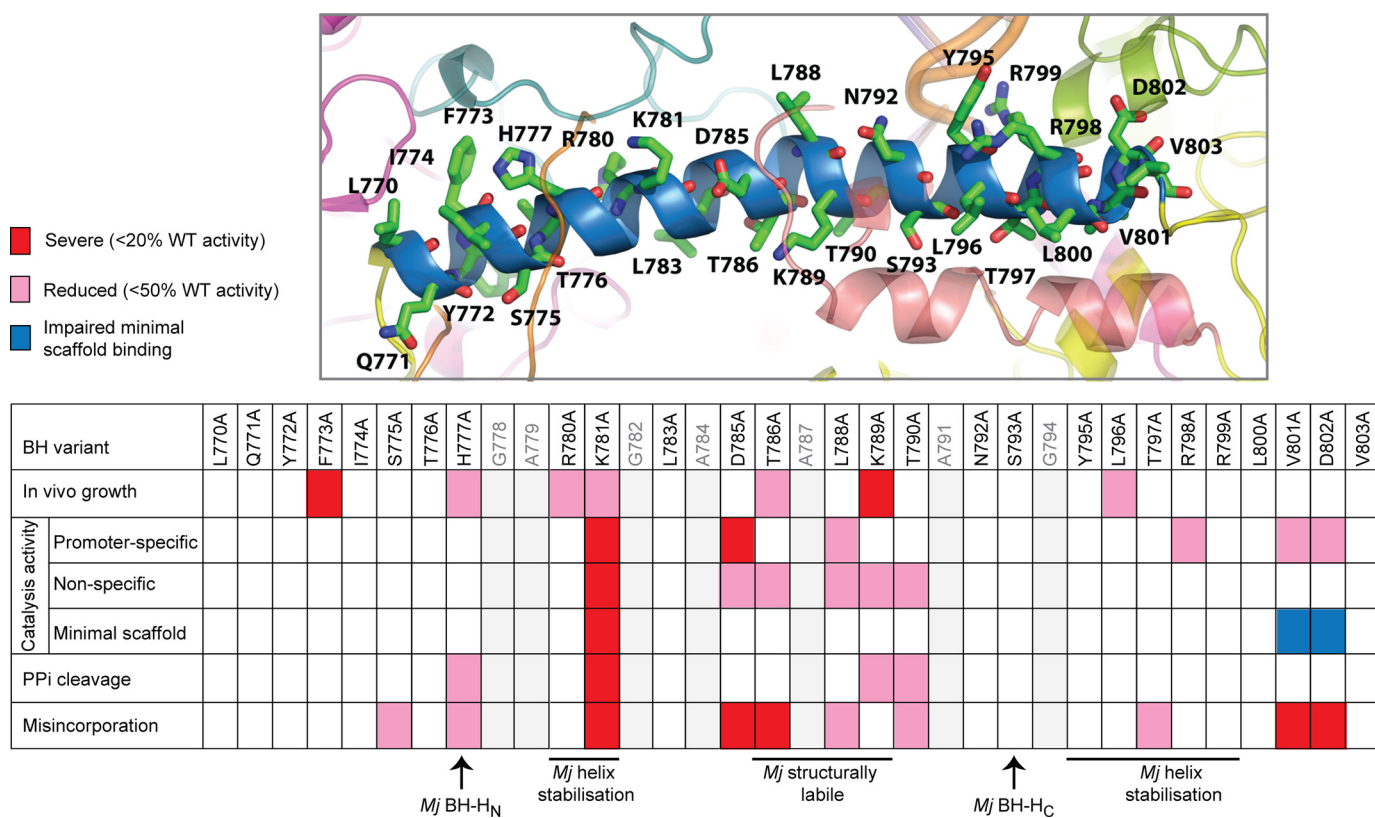 Y795
L788
R799
D802
N792
F773
K781
H777
R780
D785
R798
V803
I774
L770
V801
T790
L796
L800
S793
T797
L783
T786
K789
T776
Y772
S775
Q771
Severe (<20% WT activity)
Reduced (<50% WT activity)
Impaired minimal
scaffold binding
BH variant
L770A
Q771A
Y772A
F773A
I774A
S775A
T776A
H777A
G778
A779
R780A
K781A
G782
L783A
A784
D785A
T786A
A787
L788A
K789A
T790A
A791
N792A
S793A
G794
Y795A
L796A
T797A
R798A
R799A
L800A
V801A
D802A
V803A
In vivo growth
Catalysis activity
Promoter-specific
Non-specific
Minimal scaffold
PPi cleavage
Misincorporation
Mj BH-HN
Mj helix
stabilisation
Mj structurally
labile
Mj BH-HC
Mj helix
stabilisation